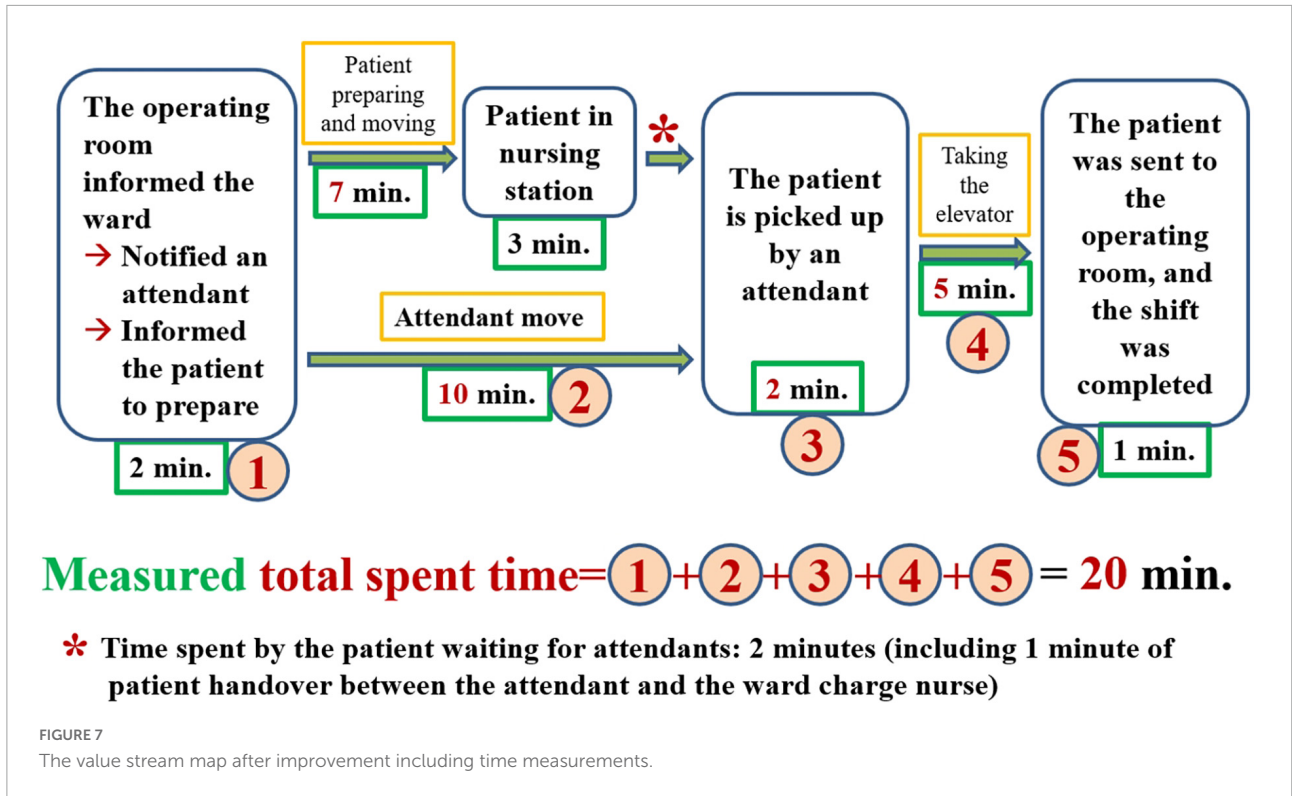 The operating
room
informed the
ward
→ Notified an
attendant
→ Informed
the patient
to prepare
2 min.
1
Patient
preparing
and moving
7 min.
Patient in
nursing
station
3 min.
*
Attendant move
10 min.
2
The patient
is picked up
by an
attendant
2 min.
3
Taking
the
elevator
5 min.
4
The patient
was sent to
the
operating
room, and
the shift
was
completed
5
1 min.
Measured total spent time=1+2+3+4+5 = 20 min.
* Time spent by the patient waiting for attendants: 2 minutes (including 1 minute of
patient handover between the attendant and the ward charge nurse)
FIGURE 7
The value stream map after improvement including time measurements.